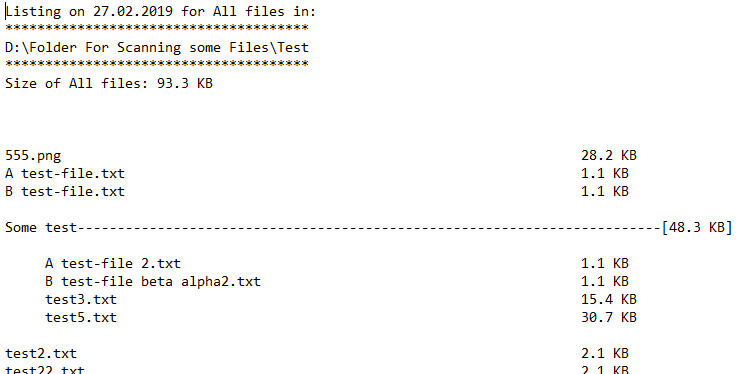 Listing on 27.02.2019 for All files in:
**************************************
D:\Folder For Scanning some Files\Test
**************************************
Size of All files: 93.3 KB
555.png 28.2 KB
A test-file.txt 1.1 KB
B test-file.txt 1.1 KB
Some test-------------------------------------------------------------------------[48.3 KB]
A test-file 2.txt 1.1 KB
B test-file beta alpha2.txt 1.1 KB
test3.txt 15.4 KB
test5.txt 30.7 KB
test2.txt 2.1 KB
test22.txt 2.1 KB